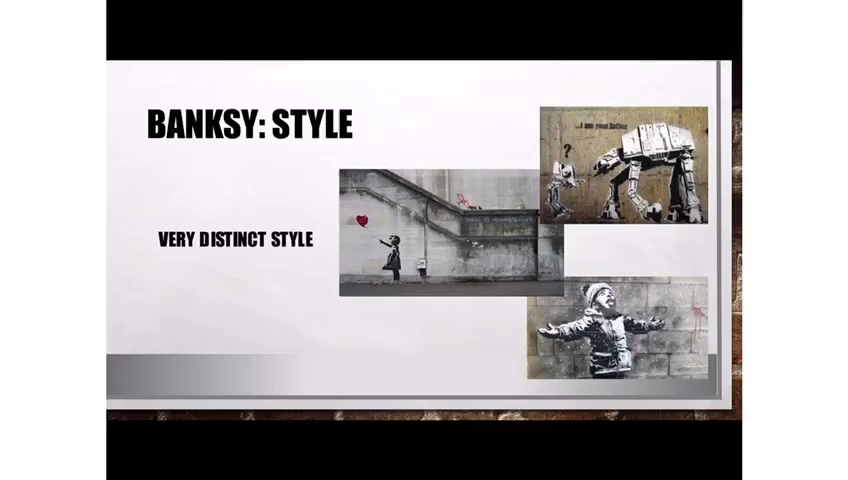 BANKSY: STYLE
VERY DISTINCT STYLE
...I am your father
?